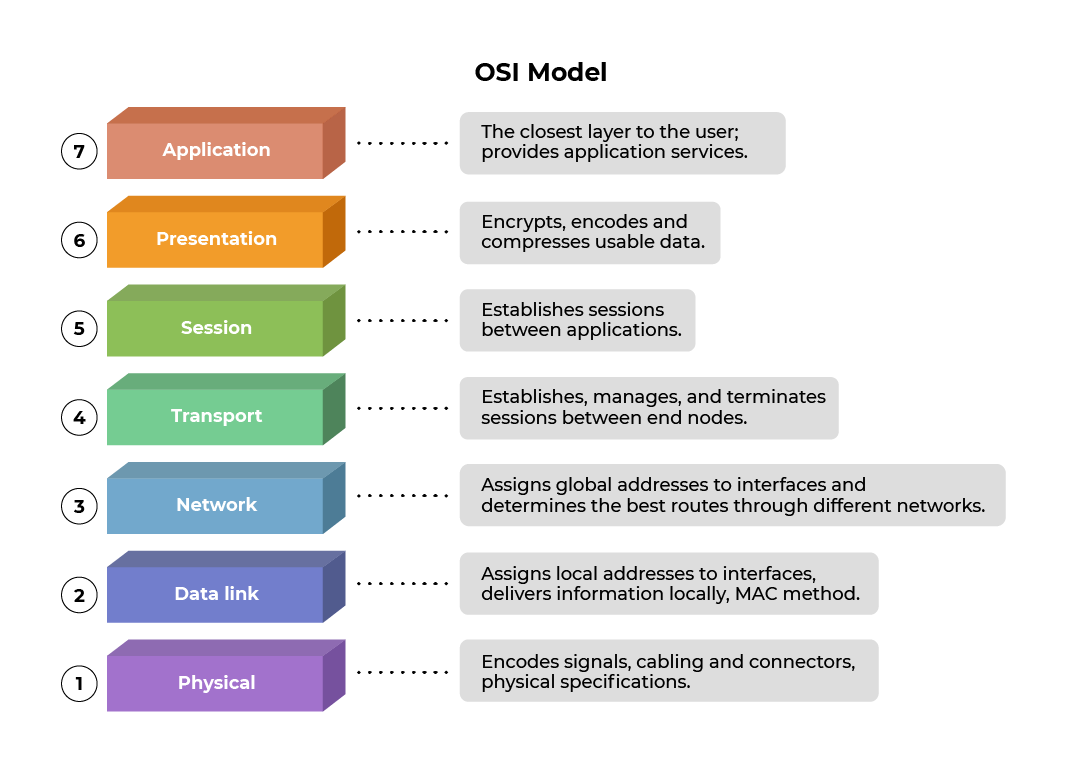 OSI Model
7
Application
The closest layer to the user;
provides application services.
6
Presentation
Encrypts, encodes and
compresses usable data.
5
Session
Establishes sessions
between applications.
4
Transport
Establishes, manages, and terminates
sessions between end nodes.
3
Network
Assigns global addresses to interfaces and
determines the best routes through different networks.
2
Data link
Assigns local addresses to interfaces,
delivers information locally, MAC method.
1
Physical
Encodes signals, cabling and connectors,
physical specifications.